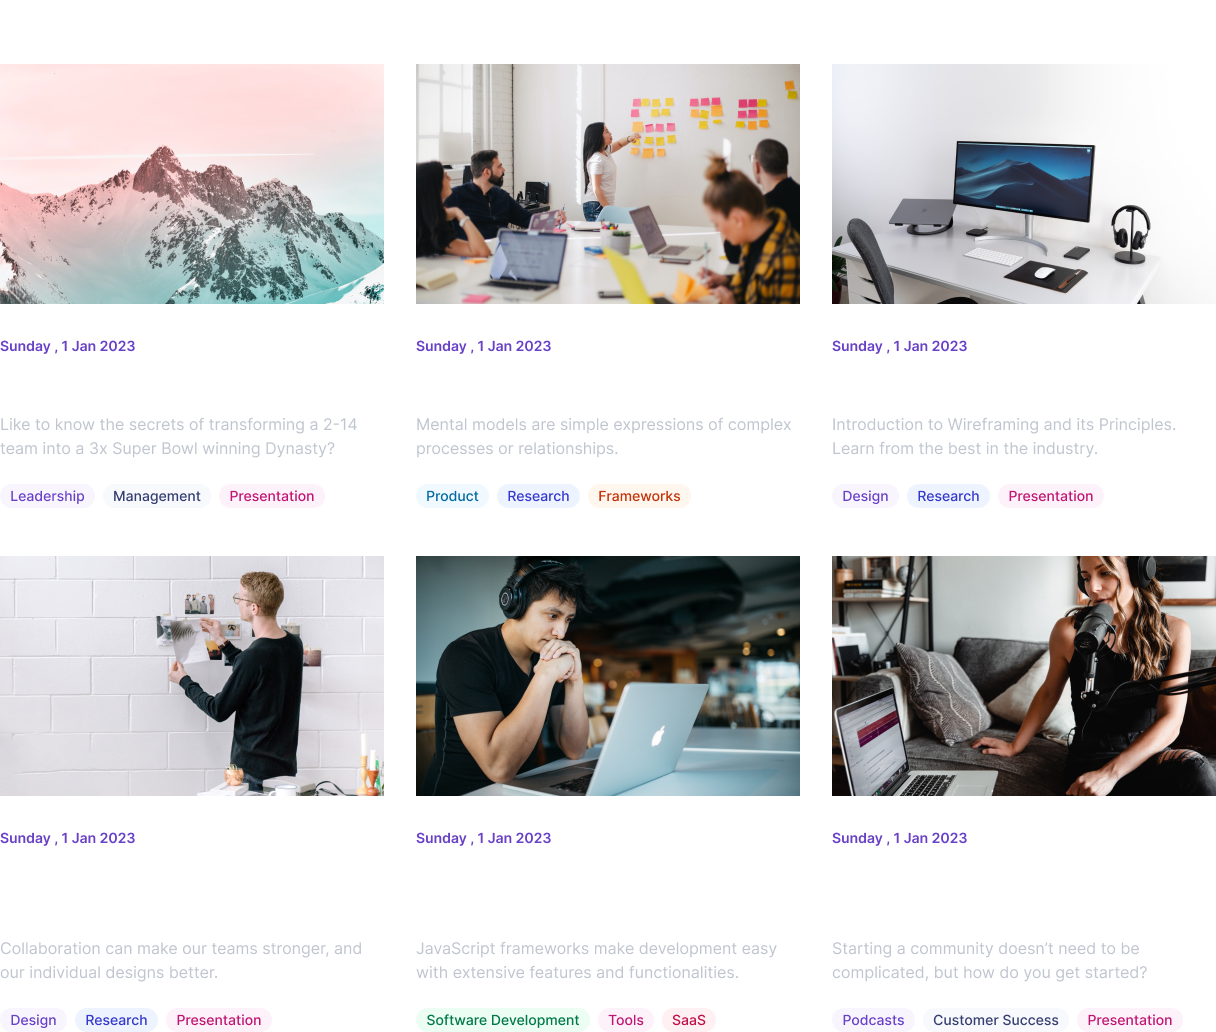 Sunday , 1 Jan 2023
Like to know the secrets of transforming a 2-14
team into a 3x Super Bowl winning Dynasty?
Leadership
Management
Presentation
Sunday , 1 Jan 2023
Mental models are simple expressions of complex
processes or relationships.
Product
Research
Frameworks
Sunday , 1 Jan 2023
Introduction to Wireframing and its Principles.
Learn from the best in the industry.
Design
Research
Presentation
Sunday , 1 Jan 2023
Collaboration can make our teams stronger, and
our individual designs better.
Design
Research
Presentation
Sunday , 1 Jan 2023
JavaScript frameworks make development easy
with extensive features and functionalities.
Software Development
Tools
SaaS
Sunday , 1 Jan 2023
Starting a community doesn’t need to be
complicated, but how do you get started?
Podcasts
Customer Success
Presentation